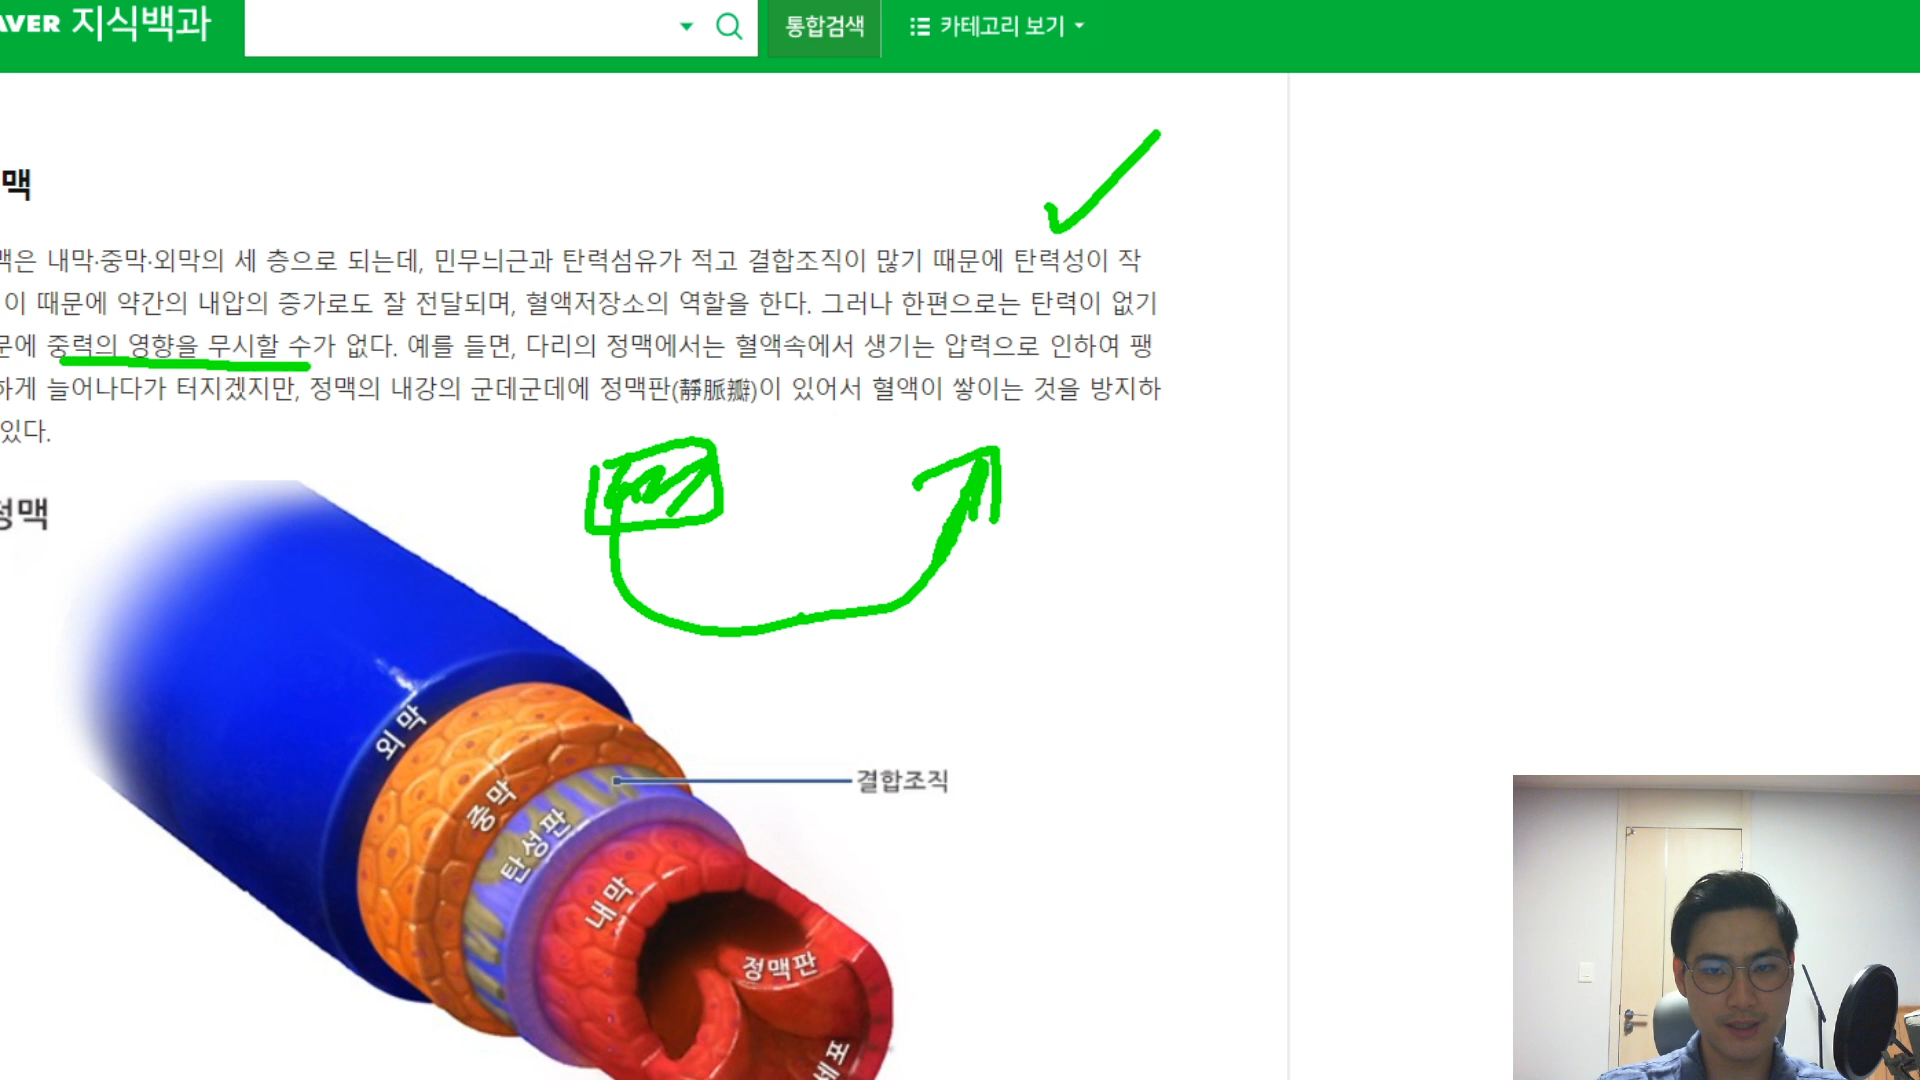 AVER 지식백과
통합검색
카테고리 보기
맥
맥은 내막·중막·외막의 세 층으로 되는데, 민무늬근과 탄력섬유가 적고 결합조직이 많기 때문에 탄력성이 작
이 때문에 약간의 내압의 증가로도 잘 전달되며, 혈액저장소의 역할을 한다. 그러나 한편으로는 탄력이 없기
문에 중력의 영향을 무시할 수가 없다. 예를 들면, 다리의 정맥에서는 혈액속에서 생기는 압력으로 인하여 팽
하게 늘어나다가 터지겠지만, 정맥의 내강의 군데군데에 정맥판(靜脈瓣)이 있어서 혈액이 쌓이는 것을 방지하
있다.
정맥
외막
중막
탄성판
결합조직
내막
정맥판
세포